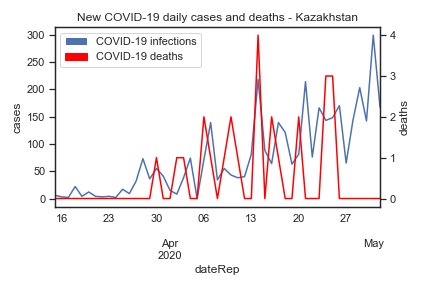 New COVID-19 daily cases and deaths - Kazakhstan
COVID-19 infections
COVID-19 deaths
300
250
200
150
100
50
0
cases
4
3
2
1
0
deaths
16
23
30
06
13
20
27
Apr
2020
May
dateRep